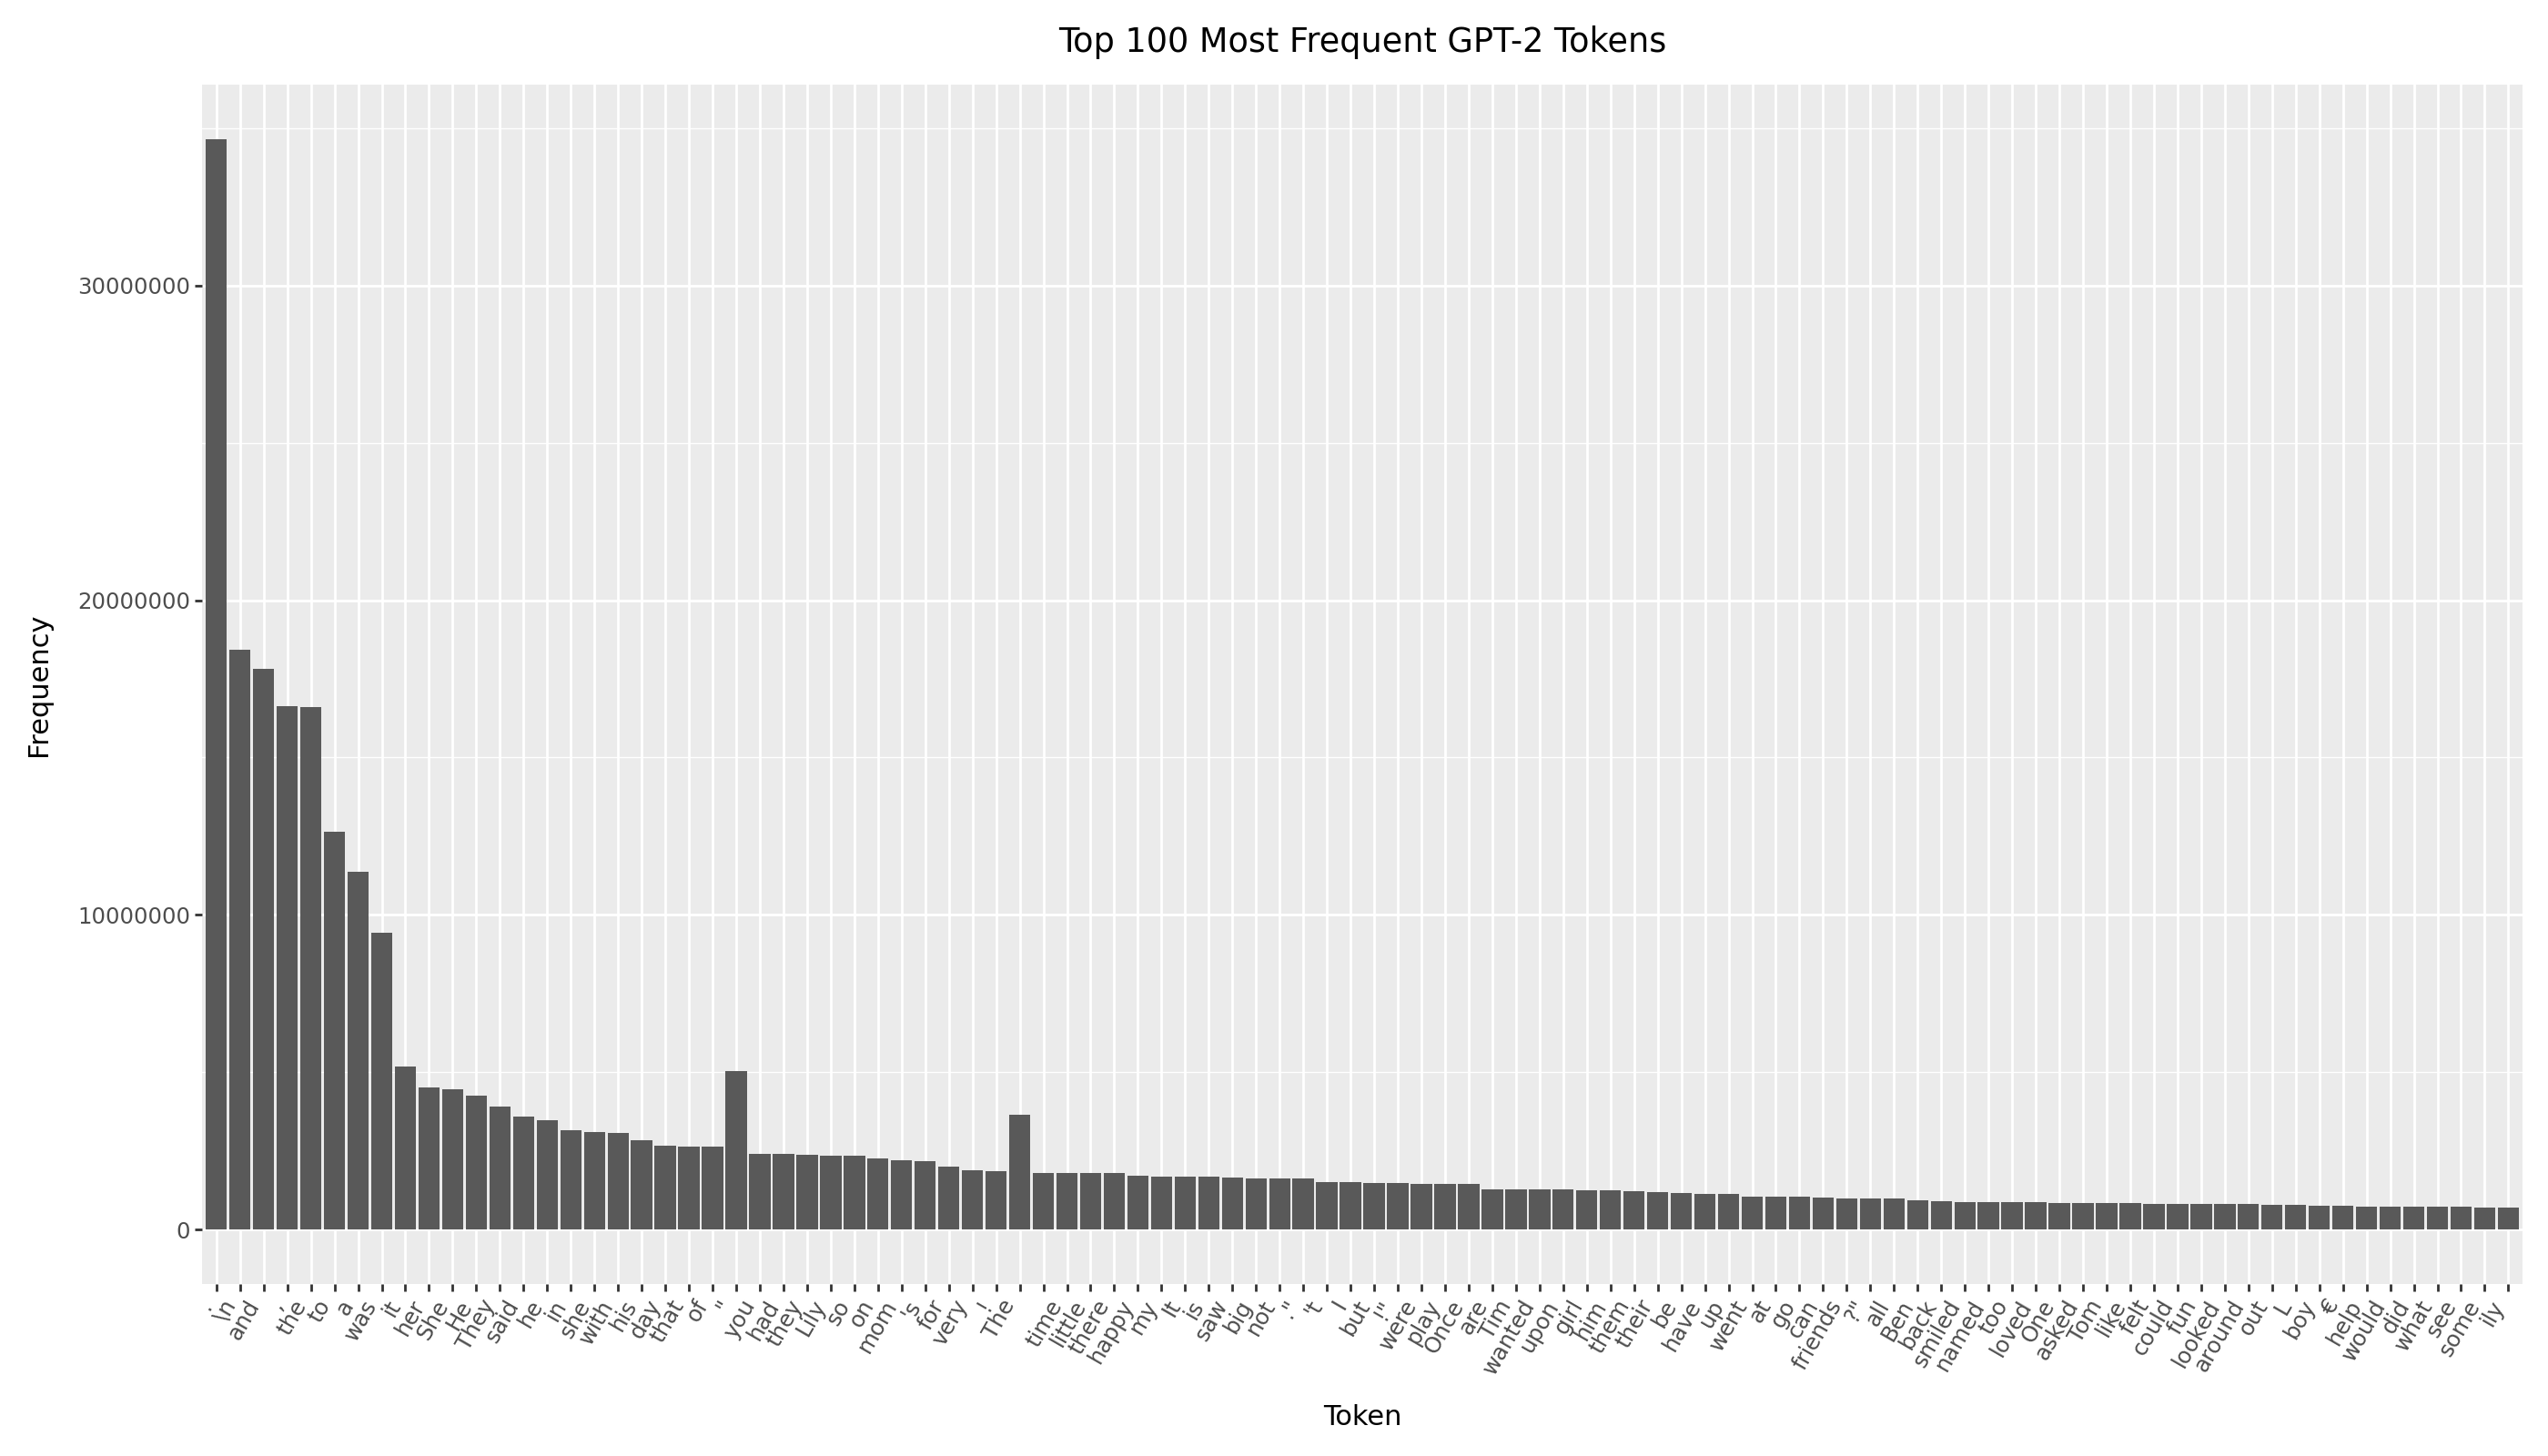 Top 100 Most Frequent GPT-2 Tokens
Frequency
30000000
20000000
10000000
0
.
\n
and
,
the
to
a
was
it
her
She
He
They
said
he
in
she
with
his
day
that
of
"
you
had
they
Lily
so
on
mom
's
for
very
!
The
time
little
there
happy
my
It
is
saw
big
not
."
't
I
but
!"
were
play
Once
are
Tim
wanted
upon
girl
him
them
their
be
have
up
went
at
go
can
friends
?"
all
Ben
back
smiled
named
too
loved
One
asked
Tom
like
felt
could
fun
looked
around
out
L
boy
€
help
would
did
what
see
some
ily
Token